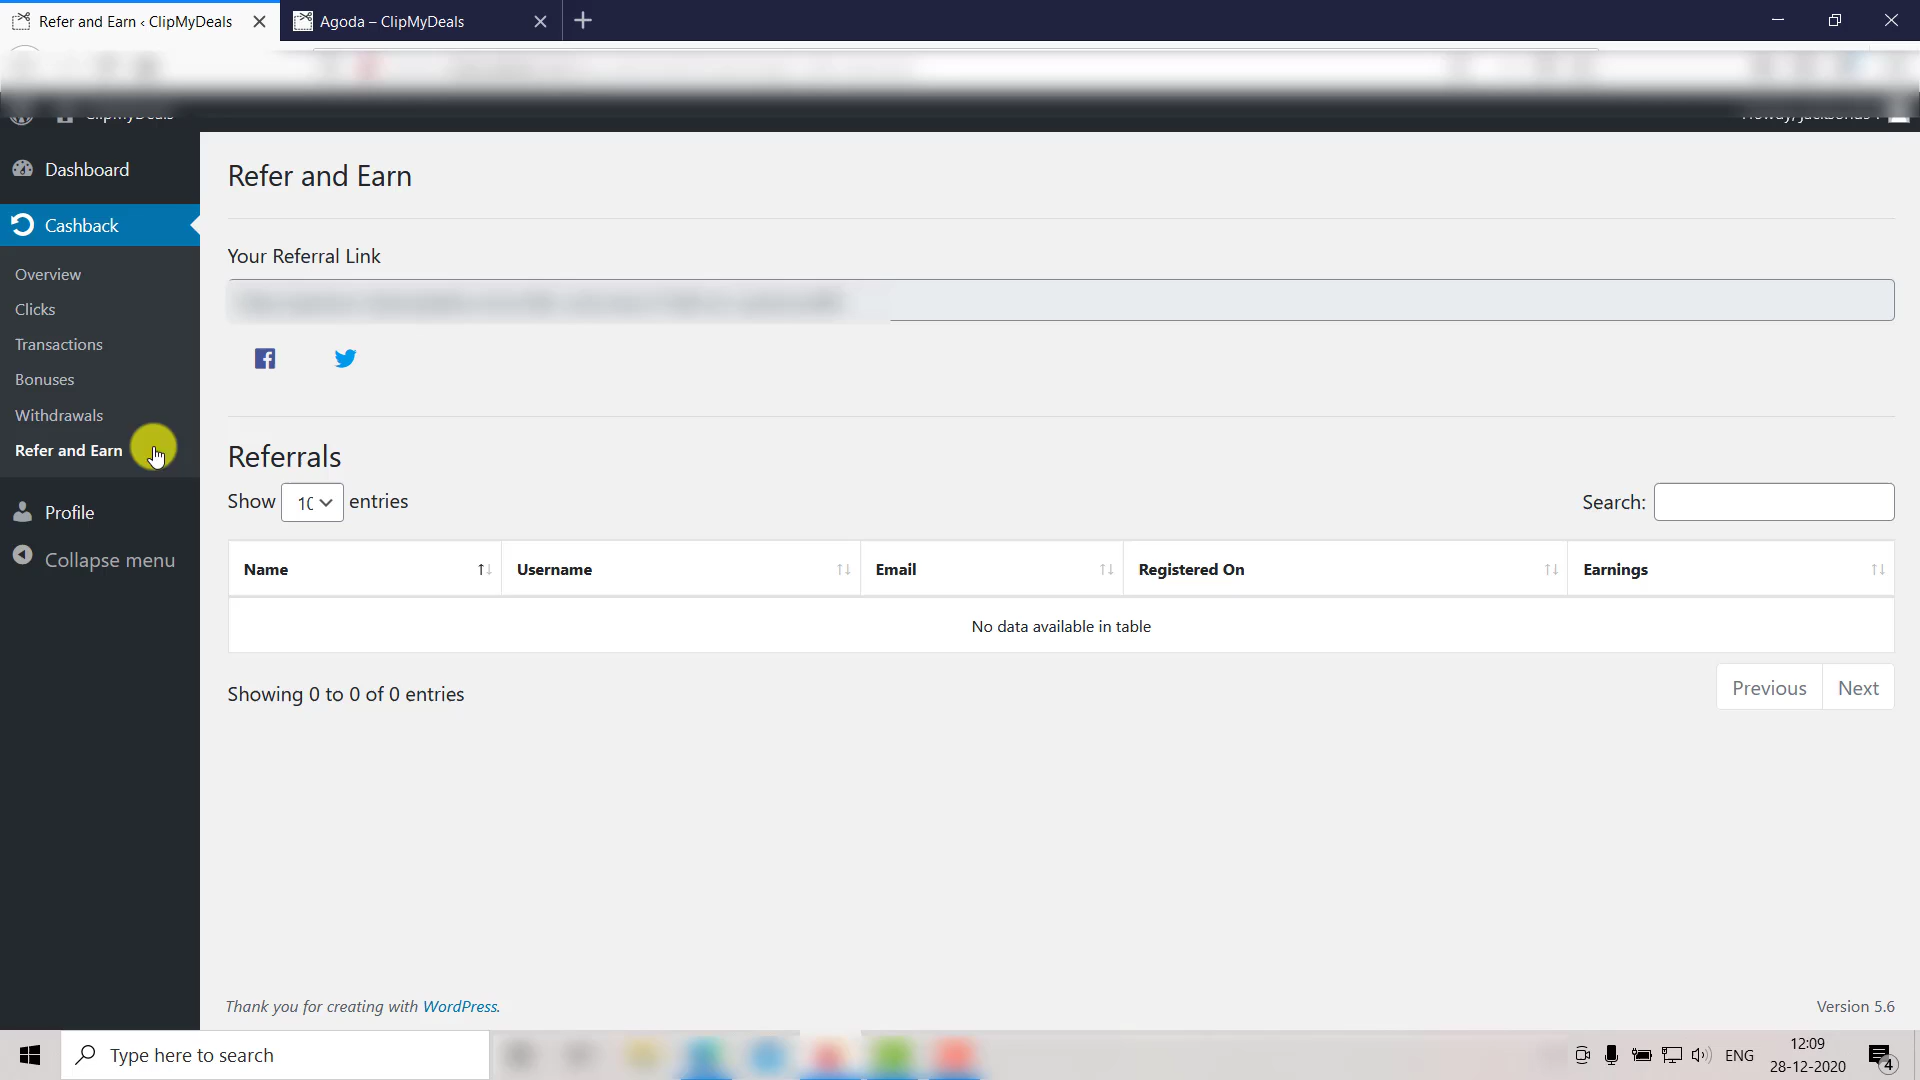 Refer and Earn ‹ ClipMyDeals
Agoda – ClipMyDeals
ClipMyDeals
Dashboard
Cashback
Overview
Clicks
Transactions
Bonuses
Withdrawals
Refer and Earn
Profile
Collapse menu
Refer and Earn
Your Referral Link
Referrals
Show 10 entries
Search:
Name Username Email Registered On Earnings
No data available in table
Showing 0 to 0 of 0 entries
Previous Next
Thank you for creating with WordPress.
Version 5.6
Type here to search
ENG
12:09
28-12-2020
4